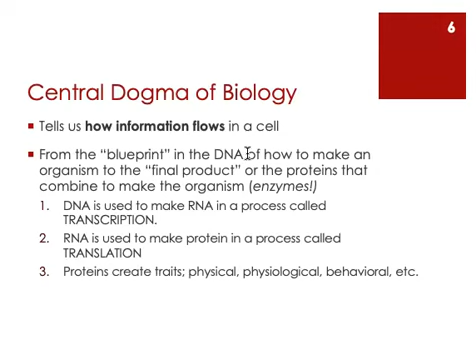 6
Central Dogma of Biology
Tells us how information flows in a cell
From the “blueprint” in the DNA of how to make an
organism to the “final product” or the proteins that
combine to make the organism (enzymes!)
1. DNA is used to make RNA in a process called
TRANSCRIPTION.
2. RNA is used to make protein in a process called
TRANSLATION
3. Proteins create traits; physical, physiological, behavioral, etc.